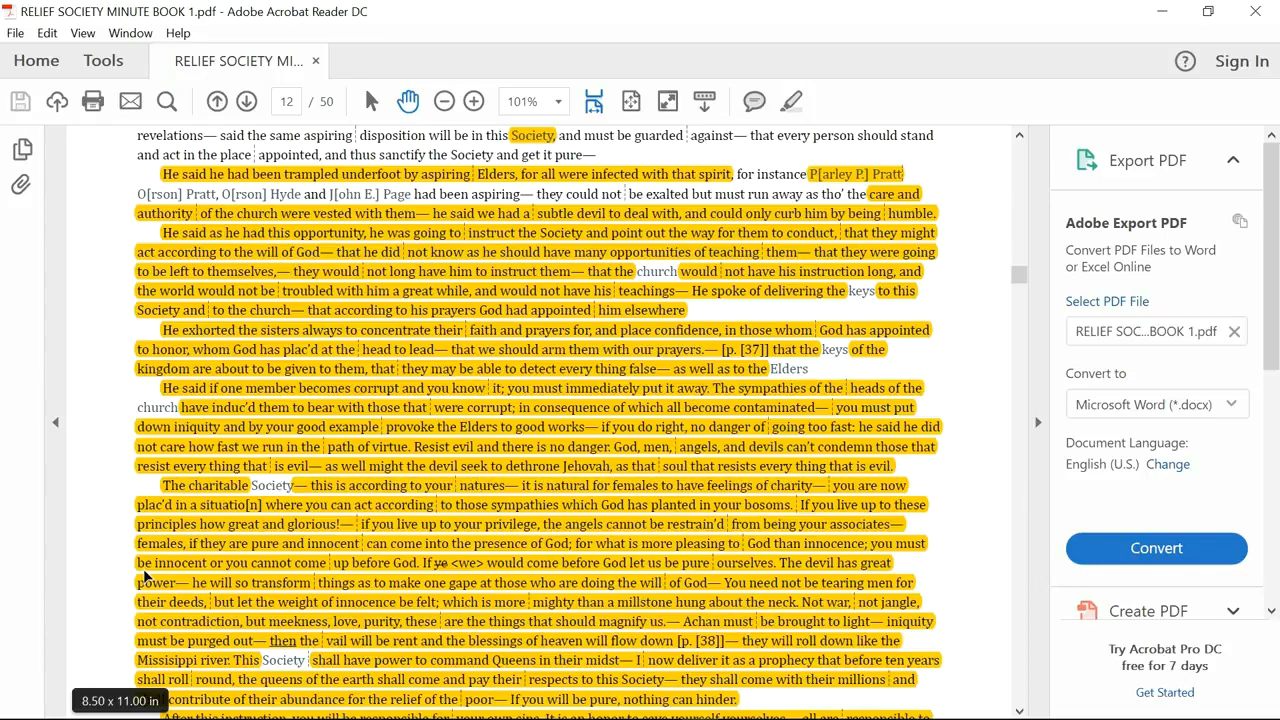 RELIEF SOCIETY MINUTE BOOK 1.pdf - Adobe Acrobat Reader DC
File Edit View Window Help
Home Tools RELIEF SOCIETY MI... × ? Sign In
12 / 50 101%
revelations— said the same aspiring disposition will be in this Society, and must be guarded against— that every person should stand
and act in the place appointed, and thus sanctify the Society and get it pure—
He said he had been trampled underfoot by aspiring Elders, for all were infected with that spirit, for instance P[arley P.] Pratt
O[rson] Pratt, O[rson] Hyde and J[ohn E.] Page had been aspiring— they could not be exalted but must run away as tho' the care and
authority of the church were vested with them— he said we had a subtle devil to deal with, and could only curb him by being humble.
He said as he had this opportunity, he was going to instruct the Society and point out the way for them to conduct, that they might
act according to the will of God— that he did not know as he should have many opportunities of teaching them— that they were going
to be left to themselves,— they would not long have him to instruct them— that the church would not have his instruction long, and
the world would not be troubled with him a great while, and would not have his teachings— He spoke of delivering the keys to this
Society and to the church— that according to his prayers God had appointed him elsewhere
He exhorted the sisters always to concentrate their faith and prayers for, and place confidence, in those whom God has appointed
to honor, whom God has plac'd at the head to lead— that we should arm them with our prayers.— [p. [37]] that the keys of the
kingdom are about to be given to them, that they may be able to detect every thing false— as well as to the Elders
He said if one member becomes corrupt and you know it; you must immediately put it away. The sympathies of the heads of the
church have induc'd them to bear with those that were corrupt; in consequence of which all become contaminated— you must put
down iniquity and by your good example provoke the Elders to good works— if you do right, no danger of going too fast: he said he did
not care how fast we run in the path of virtue. Resist evil and there is no danger. God, men, angels, and devils can't condemn those that
resist every thing that is evil— as well might the devil seek to dethrone Jehovah, as that soul that resists every thing that is evil.
The charitable Society— this is according to your natures— it is natural for females to have feelings of charity— you are now
plac'd in a situatio[n] where you can act according to those sympathies which God has planted in your bosoms. If you live up to these
principles how great and glorious!— if you live up to your privilege, the angels cannot be restrain'd from being your associates—
females, if they are pure and innocent can come into the presence of God; for what is more pleasing to God than innocence; you must
be innocent or you cannot come up before God. If ye <we> would come before God let us be pure ourselves. The devil has great
power— he will so transform things as to make one gape at those who are doing the will of God— You need not be tearing men for
their deeds, but let the weight of innocence be felt; which is more mighty than a millstone hung about the neck. Not war, not jangle,
not contradiction, but meekness, love, purity, these are the things that should magnify us.— Achan must be brought to light— iniquity
must be purged out— then the vail will be rent and the blessings of heaven will flow down [p. [38]]— they will roll down like the
Missisippi river. This Society shall have power to command Queens in their midst— I now deliver it as a prophecy that before ten years
shall roll round, the queens of the earth shall come and pay their respects to this Society— they shall come with their millions and
contribute of their abundance for the relief of the poor— If you will be pure, nothing can hinder.
After this instruction, you will be responsible for your own sins. It is an honor to save yourselves— all are responsible to
8.50 x 11.00 in
Export PDF
Adobe Export PDF
Convert PDF Files to Word
or Excel Online
Select PDF File
RELIEF SOC...BOOK 1.pdf
Convert to
Microsoft Word (*.docx)
Document Language:
English (U.S.) Change
Convert
Create PDF
Try Acrobat Pro DC
free for 7 days
Get Started